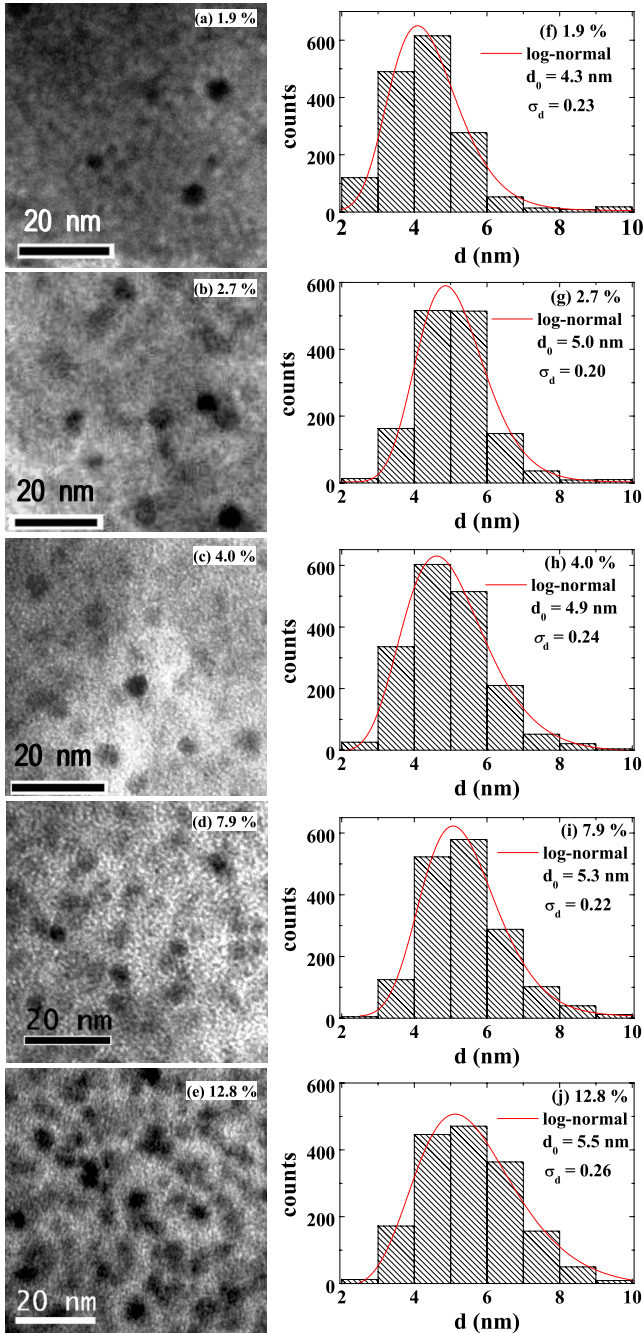 (a) 1.9 %
20 nm
(f) 1.9 %
log-normal
d₀ = 4.3 nm
σ_d = 0.23
counts
600
400
200
0
2 4 6 8 10
d (nm)
(b) 2.7 %
20 nm
(g) 2.7 %
log-normal
d₀ = 5.0 nm
σ_d = 0.20
counts
600
400
200
0
2 4 6 8 10
d (nm)
(c) 4.0 %
20 nm
(h) 4.0 %
log-normal
d₀ = 4.9 nm
σ_d = 0.24
counts
600
400
200
0
2 4 6 8 10
d (nm)
(d) 7.9 %
20 nm
(i) 7.9 %
log-normal
d₀ = 5.3 nm
σ_d = 0.22
counts
600
400
200
0
2 4 6 8 10
d (nm)
(e) 12.8 %
20 nm
(j) 12.8 %
log-normal
d₀ = 5.5 nm
σ_d = 0.26
counts
600
400
200
0
2 4 6 8 10
d (nm)